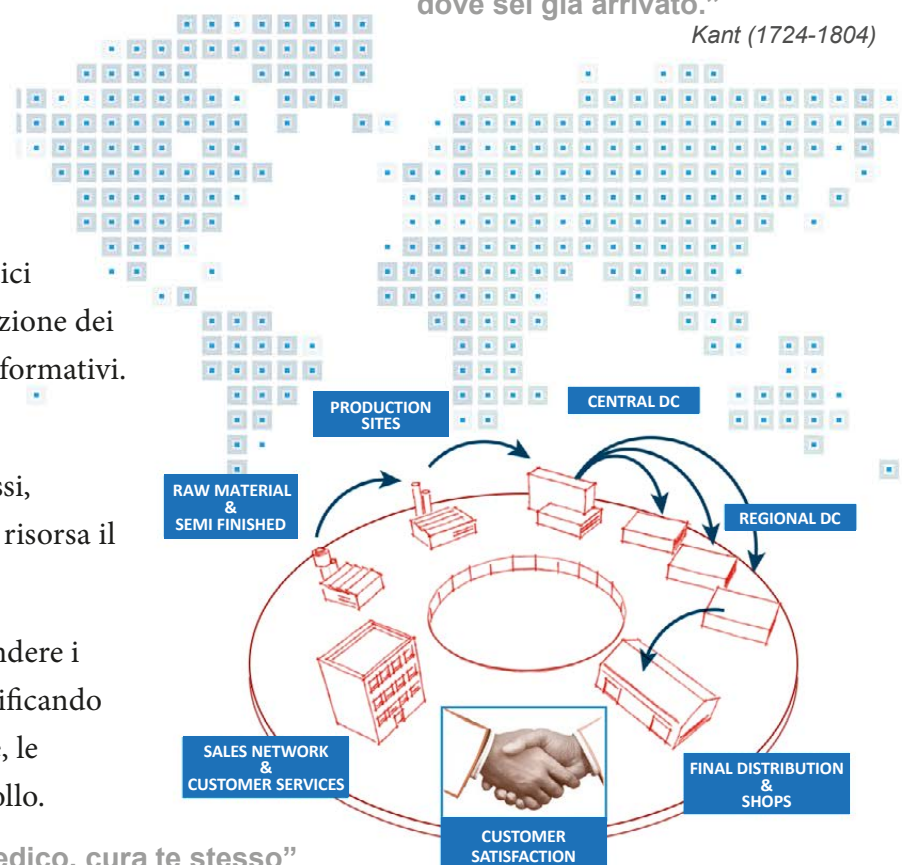 dove sei già arrivato.”
Kant (1724-1804)
ici
zione dei
formativi.
ssi,
risorsa il
ndere i
ificando
, le
ollo.
PRODUCTION
SITES
CENTRAL DC
RAW MATERIAL
&
SEMI FINISHED
REGIONAL DC
SALES NETWORK
&
CUSTOMER SERVICES
FINAL DISTRIBUTION
&
SHOPS
CUSTOMER
SATISFACTION
edico, cura te stesso”